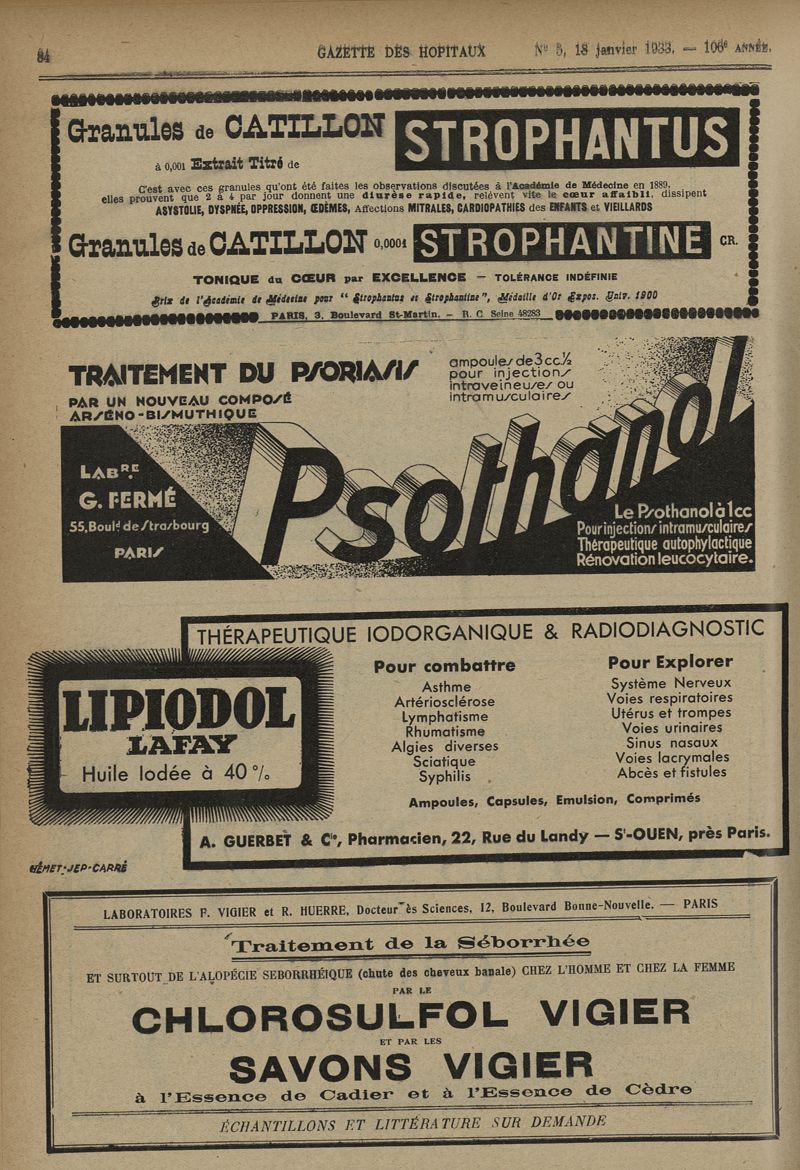 84
GAZETTE DES HOPITAUX
N° 5, 18 janvier 1933. — 106e ANNÉE.
Granules de CATILLON
à 0,001 Extrait Titré de
STROPHANTUS
C'est avec ces granules qu'ont été faites les observations discutées à l'Académie de Médecine en 1889,
elles prouvent que 2 à 4 par jour donnent une diurèse rapide, relèvent vite le cœur affaibli, dissipent
ASYSTOLIE, DYSPNÉE, OPPRESSION, ŒDÈMES, Affections MITRALES, CARDIOPATHIES des ENFANTS et VIEILLARDS
Granules de CATILLON 0,0001 STROPHANTINE CR.
TONIQUE du CŒUR par EXCELLENCE — TOLÉRANCE INDÉFINIE
Prix de l'Académie de Médecine pour " Strophantus et Strophantine ", Médaille d'Or Expos. Univ. 1900
PARIS, 3, Boulevard St-Martin. — R. C. Seine 48283
TRAITEMENT DU PSORIASIS
PAR UN NOUVEAU COMPOSÉ
ARSÉNO-BISMUTHIQUE
ampoules de 3cc½
pour injections
intraveineuses ou
intramusculaires
Psothanol
LABRE
G. FERMÉ
55, Bould de Strasbourg
PARIS
Le Psothanol à 1cc
Pour injections intramusculaires
Thérapeutique autophylactique
Rénovation leucocytaire.
THÉRAPEUTIQUE IODORGANIQUE & RADIODIAGNOSTIC
LIPIODOL
LAFAY
Huile Iodée à 40 %
Pour combattre
Asthme
Artériosclérose
Lymphatisme
Rhumatisme
Algies diverses
Sciatique
Syphilis
Pour Explorer
Système Nerveux
Voies respiratoires
Utérus et trompes
Voies urinaires
Sinus nasaux
Voies lacrymales
Abcès et fistules
Ampoules, Capsules, Emulsion, Comprimés
A. GUERBET & Cie, Pharmacien, 22, Rue du Landy — St-OUEN, près Paris.
HÉMET-JEP-CARRÉ
LABORATOIRES F. VIGIER et R. HUERRE, Docteur ès Sciences, 12, Boulevard Bonne-Nouvelle. — PARIS
Traitement de la Séborrhée
ET SURTOUT DE L'ALOPÉCIE SEBORRHÉIQUE (chute des cheveux banale) CHEZ L'HOMME ET CHEZ LA FEMME
PAR LE
CHLOROSULFOL VIGIER
ET PAR LES
SAVONS VIGIER
à l'Essence de Cadier et à l'Essence de Cèdre
ÉCHANTILLONS ET LITTÉRATURE SUR DEMANDE